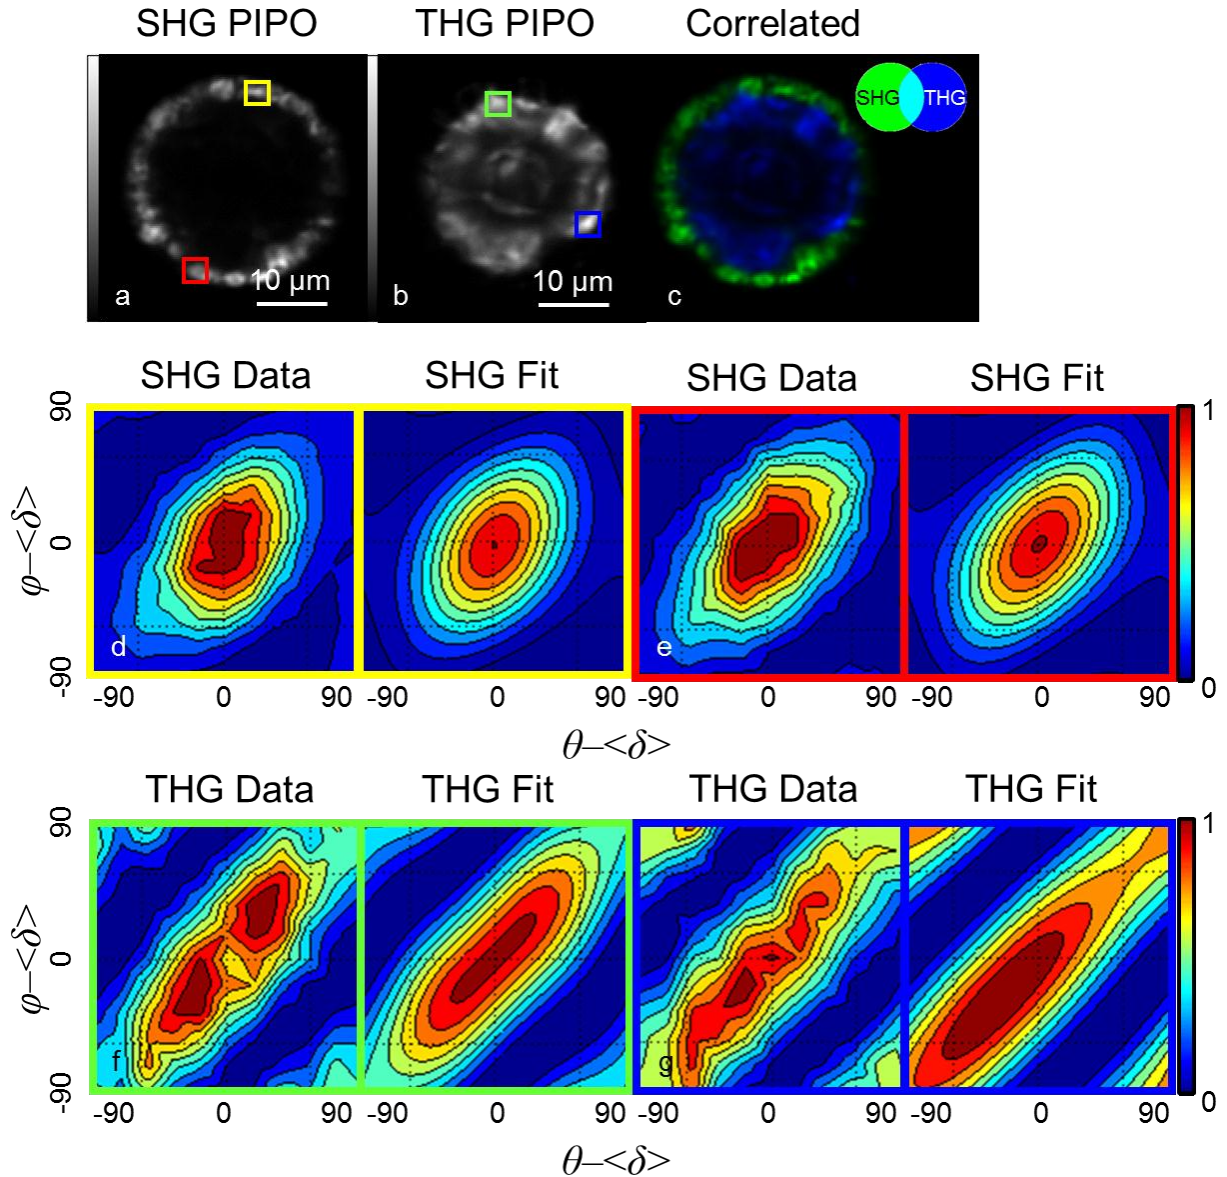 SHG PIPO THG PIPO Correlated
SHG THG
10 µm 10 µm
a b c
SHG Data SHG Fit SHG Data SHG Fit
90 1
φ–<δ> 0
d e
-90 0
-90 0 90 -90 0 90 -90 0 90 -90 0 90
θ–<δ>
THG Data THG Fit THG Data THG Fit
90 1
φ–<δ> 0
f g
-90 0
-90 0 90 -90 0 90 -90 0 90 -90 0 90
θ–<δ>